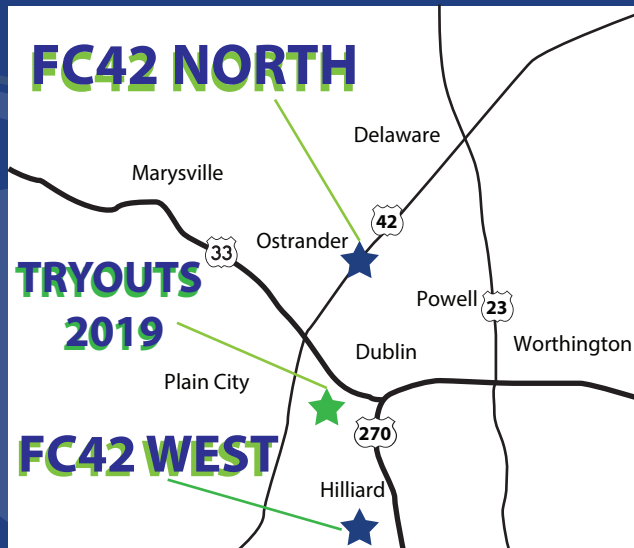 FC42 NORTH
Delaware
Marysville
42
Ostrander
33
TRYOUTS
2019
Powell
23
Dublin
Worthington
Plain City
FC42 WEST
270
Hilliard